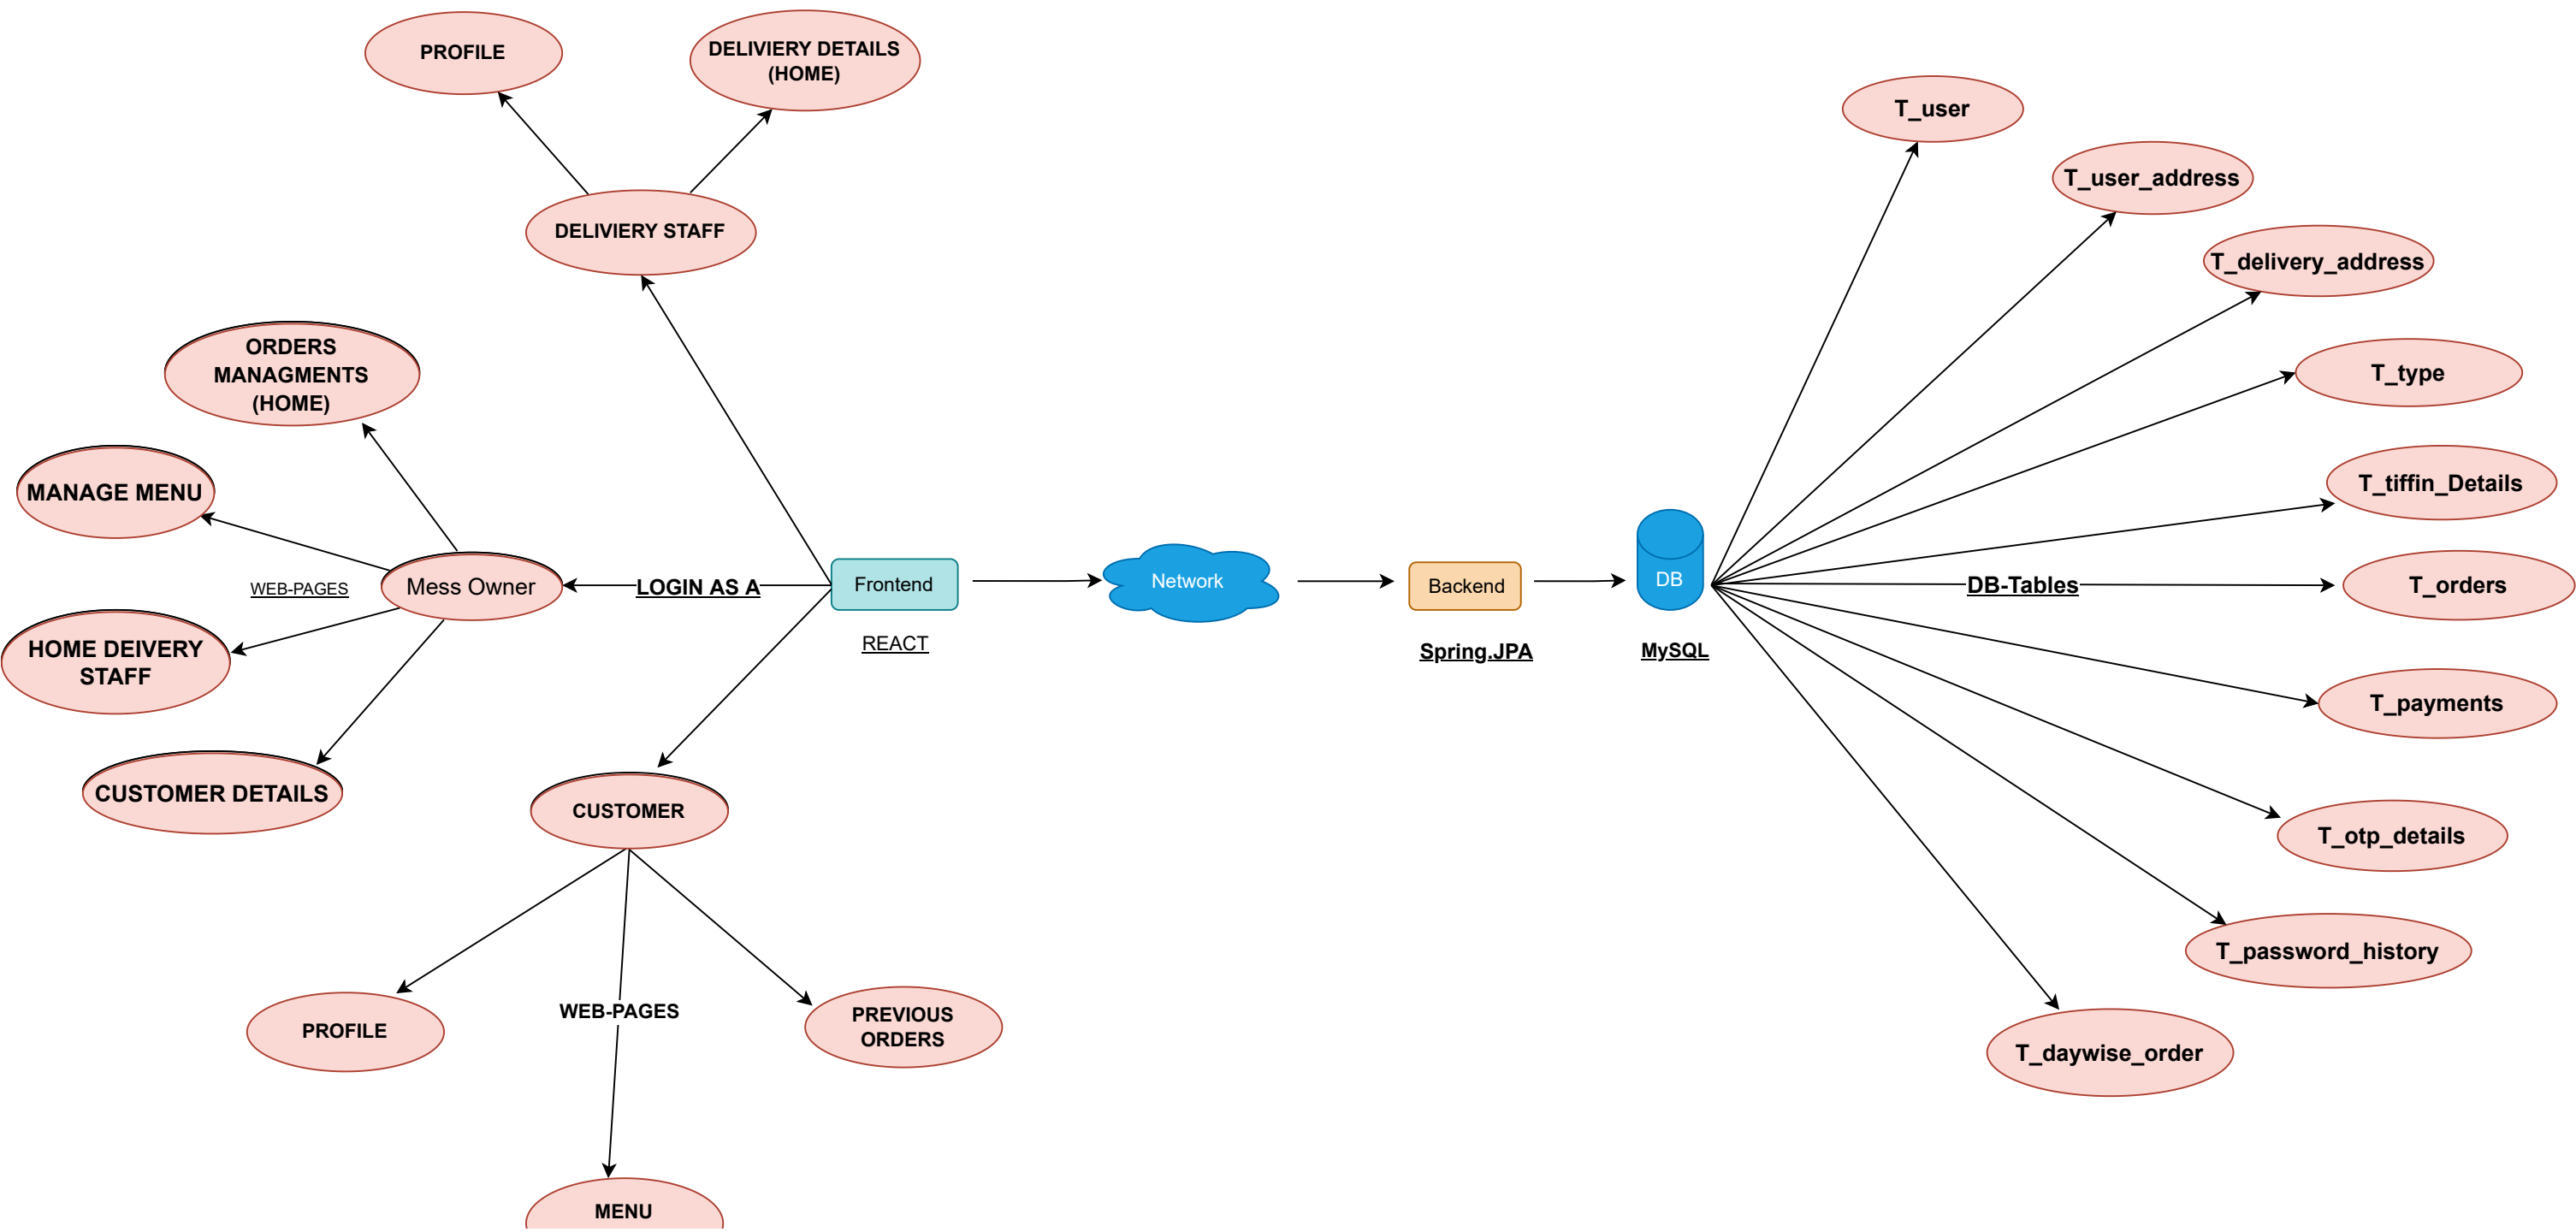 PROFILE
DELIVIERY DETAILS
(HOME)
T_user
T_user_address
DELIVIERY STAFF
T_delivery_address
ORDERS
MANAGMENTS
(HOME)
T_type
MANAGE MENU
T_tiffin_Details
WEB-PAGES
Mess Owner
LOGIN AS A
Frontend
REACT
Network
Backend
Spring.JPA
DB
MySQL
DB-Tables
T_orders
HOME DEIVERY
STAFF
T_payments
CUSTOMER DETAILS
CUSTOMER
T_otp_details
T_password_history
PROFILE
WEB-PAGES
PREVIOUS
ORDERS
T_daywise_order
MENU